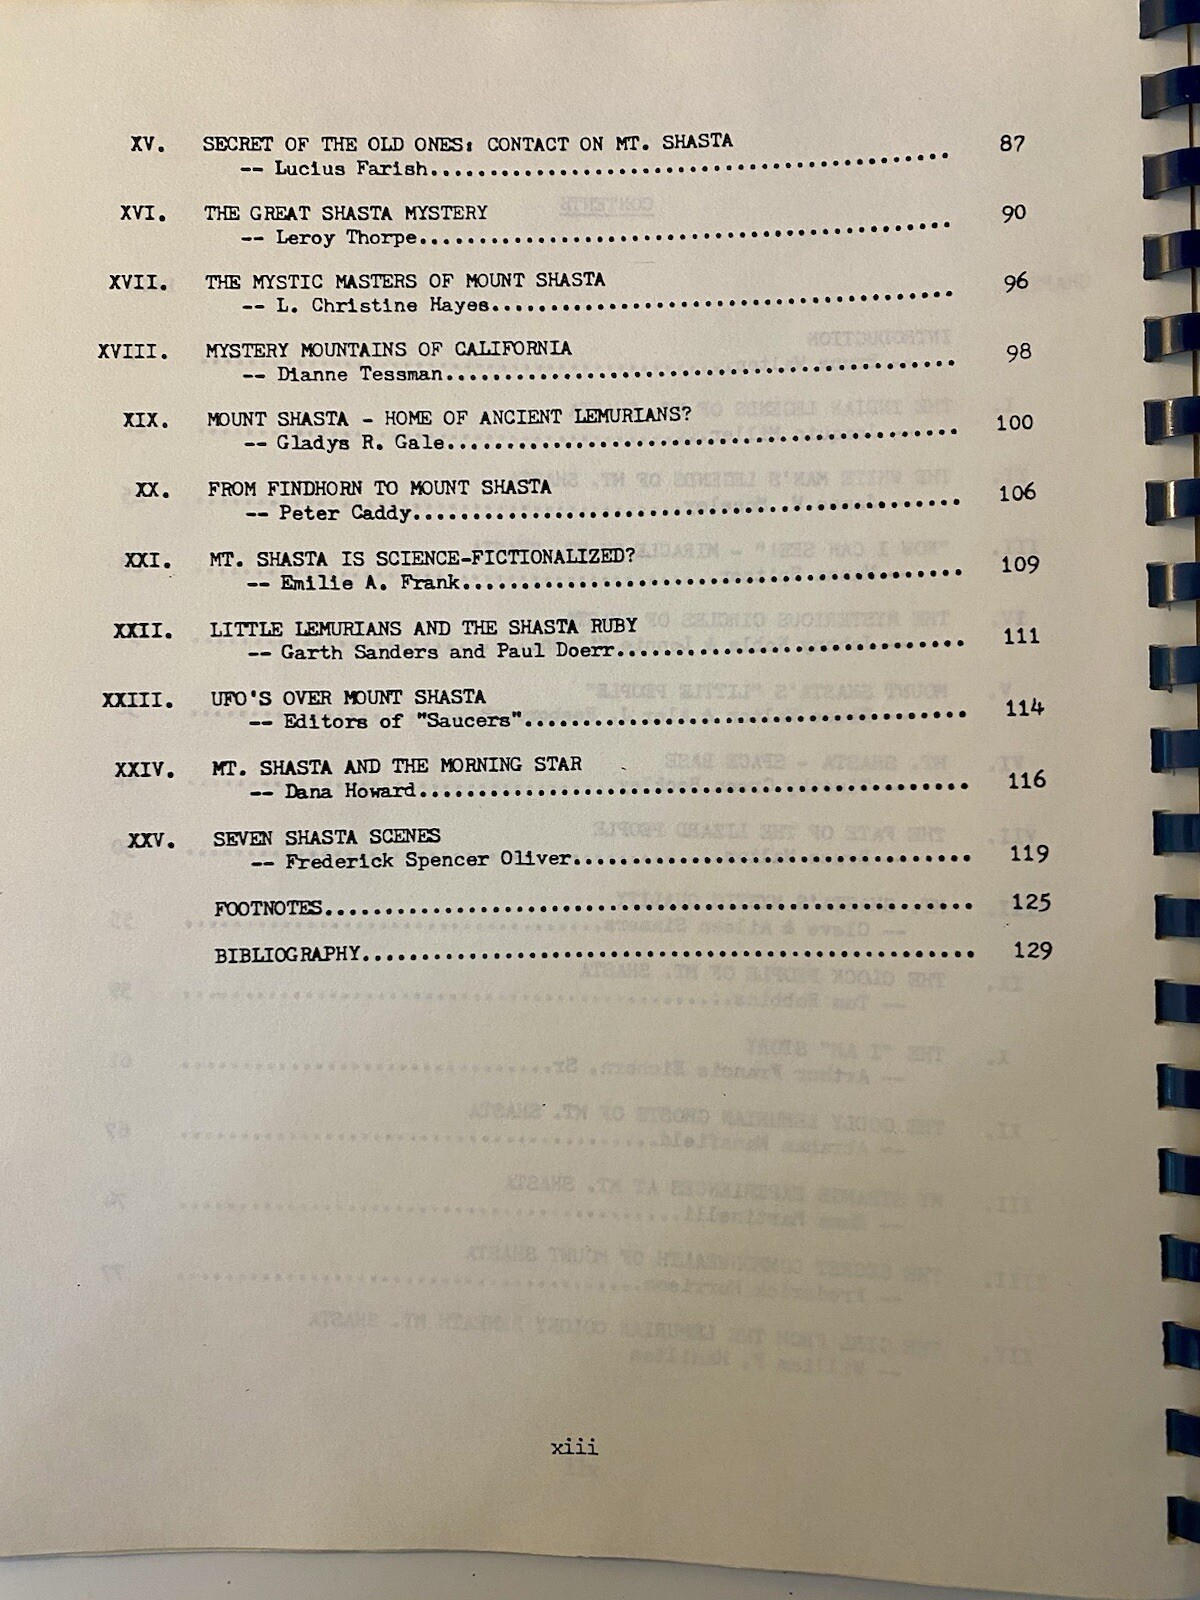 XV. SECRET OF THE OLD ONES: CONTACT ON MT. SHASTA 87
-- Lucius Farish........................................
XVI. THE GREAT SHASTA MYSTERY 90
-- Leroy Thorpe........................................
XVII. THE MYSTIC MASTERS OF MOUNT SHASTA 96
-- L. Christine Hayes........................................
XVIII. MYSTERY MOUNTAINS OF CALIFORNIA 98
-- Dianne Tessman........................................
XIX. MOUNT SHASTA - HOME OF ANCIENT LEMURIANS? 100
-- Gladys R. Gale........................................
XX. FROM FINDHORN TO MOUNT SHASTA 106
-- Peter Caddy........................................
XXI. MT. SHASTA IS SCIENCE-FICTIONALIZED? 109
-- Emilie A. Frank........................................
XXII. LITTLE LEMURIANS AND THE SHASTA RUBY 111
-- Garth Sanders and Paul Doerr..............................
XXIII. UFO'S OVER MOUNT SHASTA 114
-- Editors of "Saucers"......................................
XXIV. MT. SHASTA AND THE MORNING STAR 116
-- Dana Howard........................................
XXV. SEVEN SHASTA SCENES 119
-- Frederick Spencer Oliver..................................
FOOTNOTES........................................ 125
BIBLIOGRAPHY........................................ 129
xiii